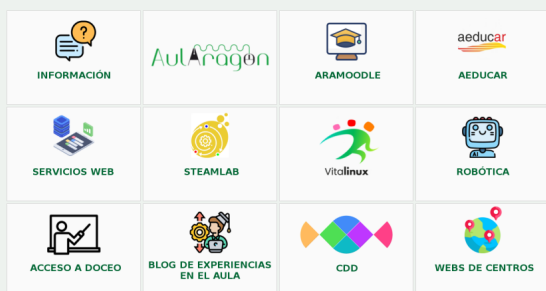 INFORMACIÓN
AulAragón
ARAMOODLE
aeducar
AEDUCAR
SERVICIOS WEB
STEAMLAB
Vitalinux
AI
ROBÓTICA
ACCESO A DOCEO
BLOG DE EXPERIENCIAS
EN EL AULA
CDD
WEBS DE CENTROS